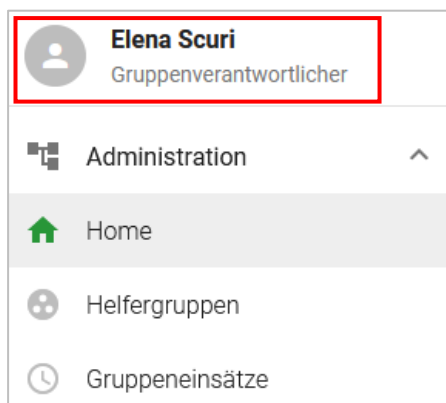 Elena Scuri
Gruppenverantwortlicher
Administration
Home
Helfergruppen
Gruppeneinsätze